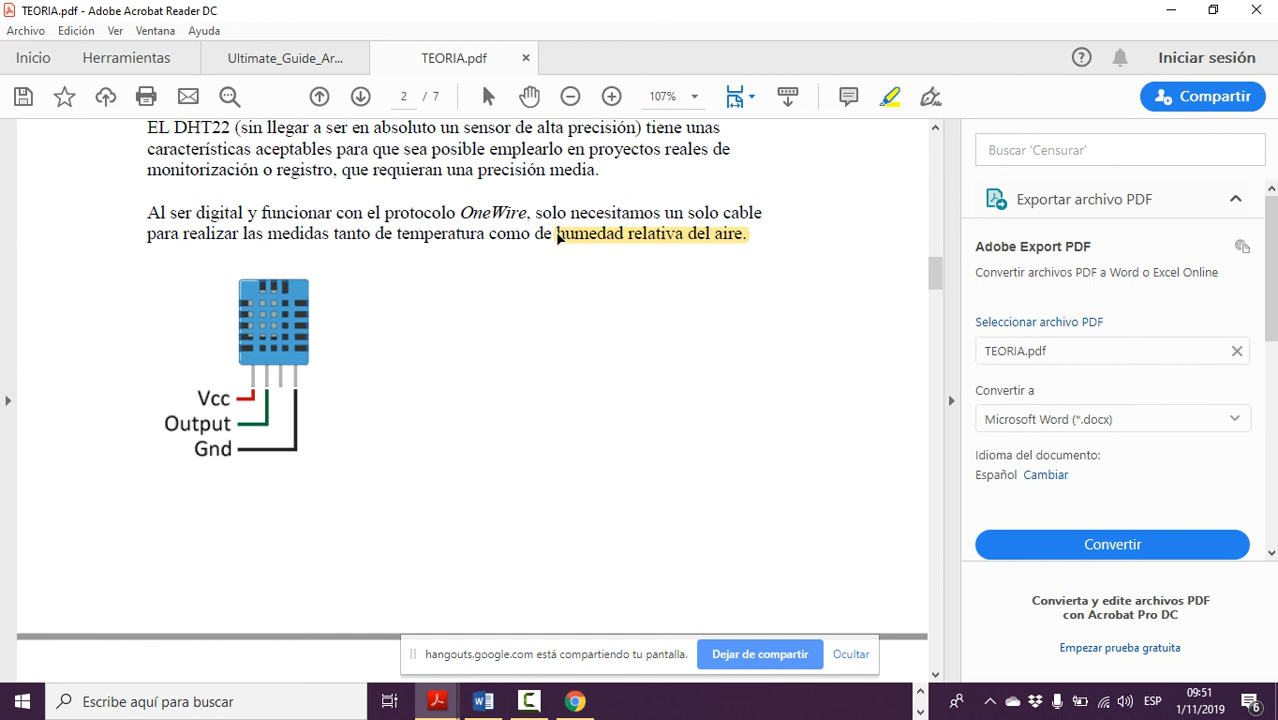 TEORIA.pdf - Adobe Acrobat Reader DC
Archivo Edición Ver Ventana Ayuda
Inicio Herramientas Ultimate_Guide_Ar... TEORIA.pdf Iniciar sesión
2 / 7 107% Compartir
EL DHT22 (sin llegar a ser en absoluto un sensor de alta precisión) tiene unas
características aceptables para que sea posible emplearlo en proyectos reales de
monitorización o registro, que requieran una precisión media.
Al ser digital y funcionar con el protocolo OneWire, solo necesitamos un solo cable
para realizar las medidas tanto de temperatura como de humedad relativa del aire.
Vcc
Output
Gnd
Buscar 'Censurar'
Exportar archivo PDF
Adobe Export PDF
Convertir archivos PDF a Word o Excel Online
Seleccionar archivo PDF
TEORIA.pdf
Convertir a
Microsoft Word (*.docx)
Idioma del documento:
Español Cambiar
Convertir
Convierta y edite archivos PDF
con Acrobat Pro DC
Empezar prueba gratuita
hangouts.google.com está compartiendo tu pantalla. Dejar de compartir Ocultar
Escribe aquí para buscar
ESP
09:51
1/11/2019
6